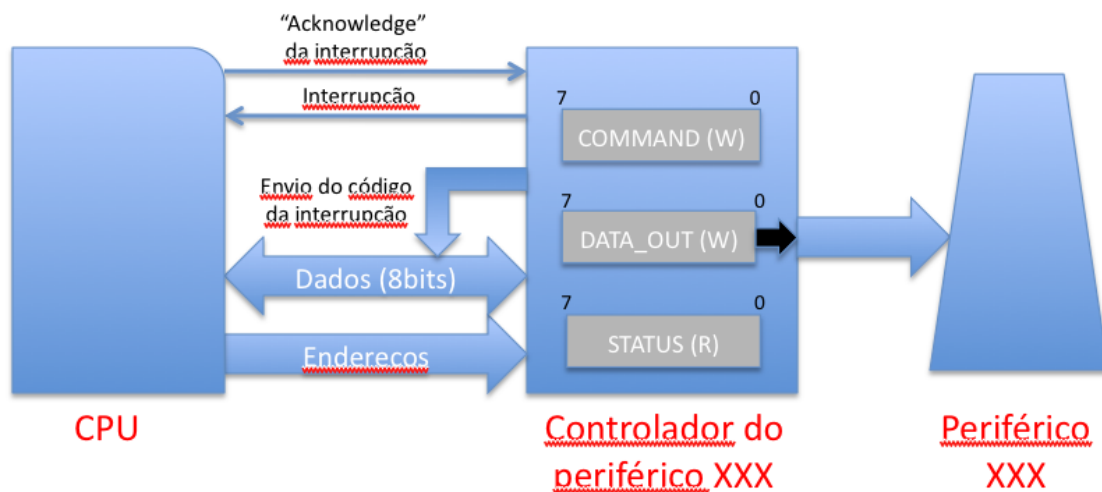 “Acknowledge”
da interrupção
Interrupção
7 0
COMMAND (W)
Envio do código
da interrupção
7 0
DATA_OUT (W)
Dados (8bits)
7 0
STATUS (R)
Endereços
CPU
Controlador do
periférico XXX
Periférico
XXX